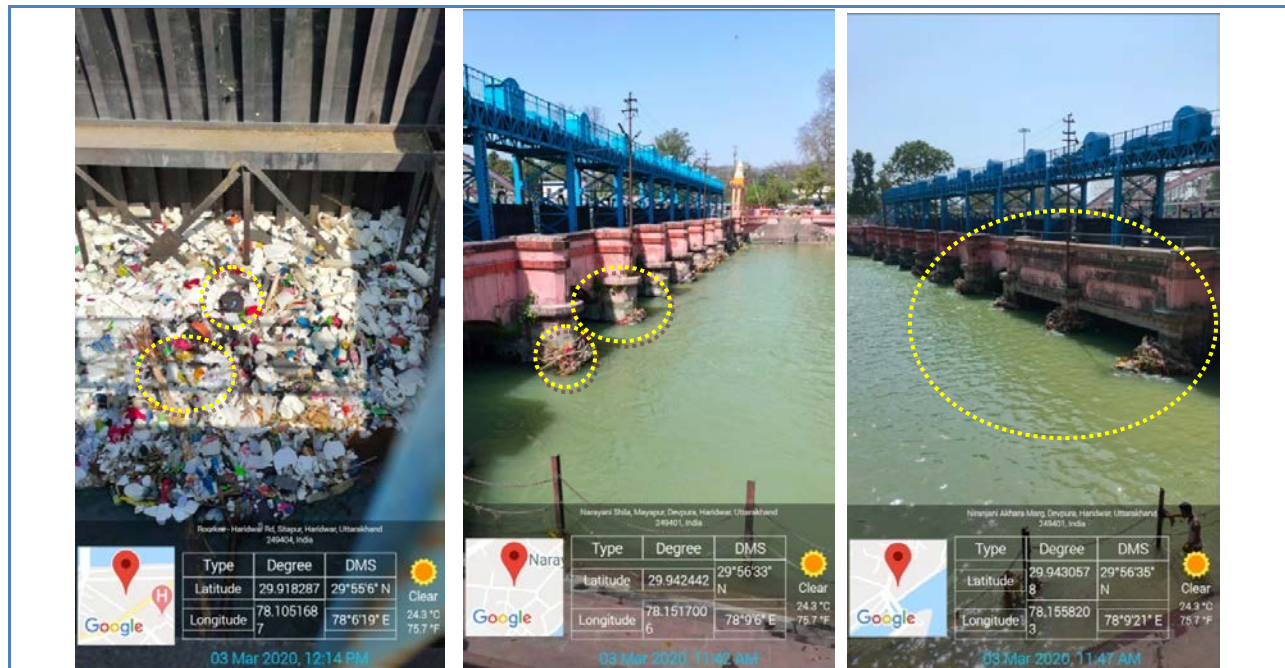 Roorkee - Haridwar Rd, Sitapur, Haridwar, Uttarakhand
249404, India
Type Degree DMS
Latitude 29.918287 29°55'6" N
Longitude 78.105168
7 78°6'19" E
H
Google
Clear
24.3 °C
75.7 °F
03 Mar 2020, 12:14 PM
Narayani Shila, Mayapur, Devpura, Haridwar, Uttarakhand
249401, India
Type Degree DMS
Latitude 29.942442 29°56'33"
N
Longitude 78.151700
6 78°9'6" E
Naray
Google
Clear
24.3 °C
75.7 °F
03 Mar 2020, 11:42 AM
Niranjani Akhara Marg, Devpura, Haridwar, Uttarakhand
249401, India
Type Degree DMS
Latitude 29.943057
8 29°56'35"
N
Longitude 78.155820
3 78°9'21" E
Google
Clear
24.3 °C
75.7 °F
03 Mar 2020, 11:47 AM